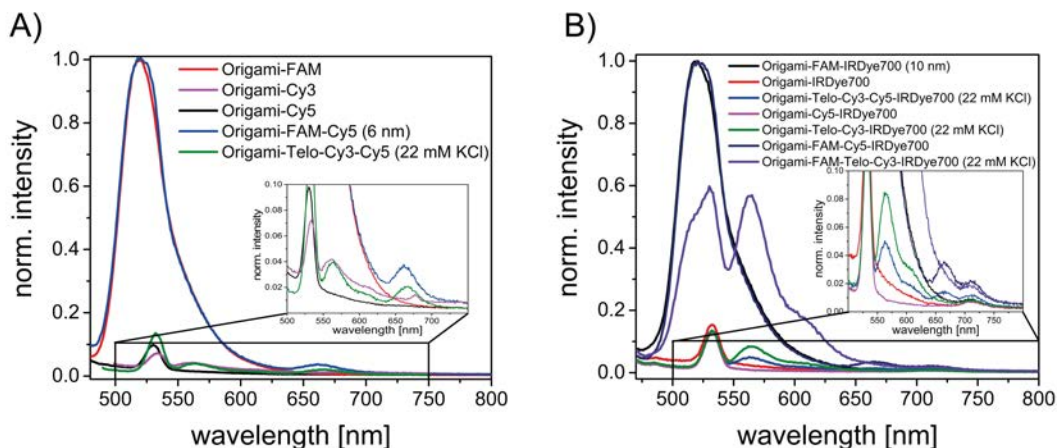 A)
norm. intensity
1.0
0.8
0.6
0.4
0.2
0.0
500 550 600 650 700 750 800
wavelength [nm]
Origami-FAM
Origami-Cy3
Origami-Cy5
Origami-FAM-Cy5 (6 nm)
Origami-Telo-Cy3-Cy5 (22 mM KCl)
norm. intensity
0.10
0.08
0.06
0.04
0.02
500 550 600 650 700
wavelength [nm]
B)
norm. intensity
1.0
0.8
0.6
0.4
0.2
0.0
500 550 600 650 700 750 800
wavelength [nm]
Origami-FAM-IRDye700 (10 nm)
Origami-IRDye700
Origami-Telo-Cy3-Cy5-IRDye700 (22 mM KCl)
Origami-Cy5-IRDye700
Origami-Telo-Cy3-IRDye700 (22 mM KCl)
Origami-FAM-Cy5-IRDye700
Origami-FAM-Telo-Cy3-IRDye700 (22 mM KCl)
norm. intensity
0.10
0.08
0.06
0.04
0.02
0.00
550 600 650 700 750 800
wavelength [nm]